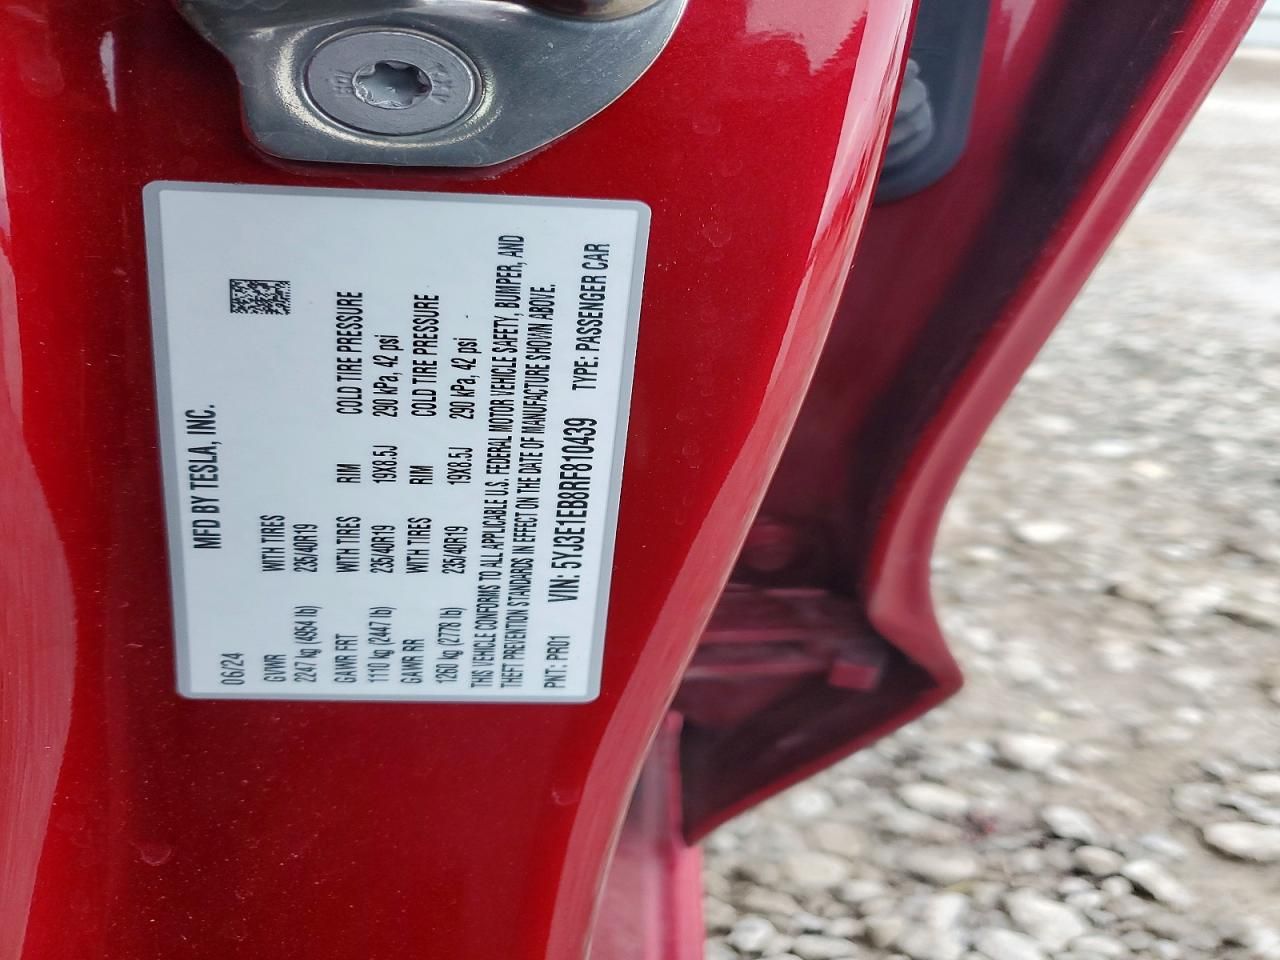 MFD BY TESLA, INC.
06/24
GVWR WITH TIRES
2247 kg (4954 lb) 235/40R19
GAWR FRT WITH TIRES RIM COLD TIRE PRESSURE
1110 kg (2447 lb) 235/40R19 19X8.5J 290 kPa, 42 psi
GAWR RR WITH TIRES RIM COLD TIRE PRESSURE
1260 kg (2778 lb) 235/40R19 19X8.5J 290 kPa, 42 psi
THIS VEHICLE CONFORMS TO ALL APPLICABLE U.S. FEDERAL MOTOR VEHICLE SAFETY, BUMPER, AND
THEFT PREVENTION STANDARDS IN EFFECT ON THE DATE OF MANUFACTURE SHOWN ABOVE.
PNT: PR01 VIN: 5YJ3E1EB8RF810439 TYPE: PASSENGER CAR